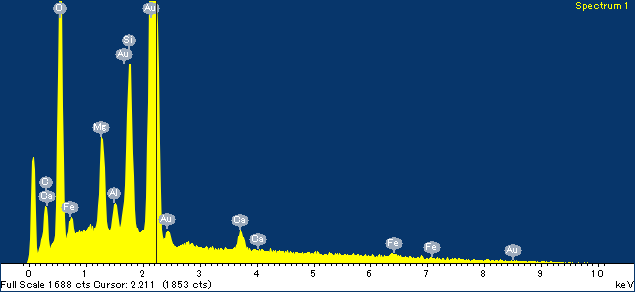 Spectrum 1
O
Au
Si
Au
Mg
C
Ca
Al
Fe
Au
Ca
Ca
Fe
Fe
Au
0 1 2 3 4 5 6 7 8 9 10
Full Scale 1688 cts Cursor: 2.211 (1853 cts) keV